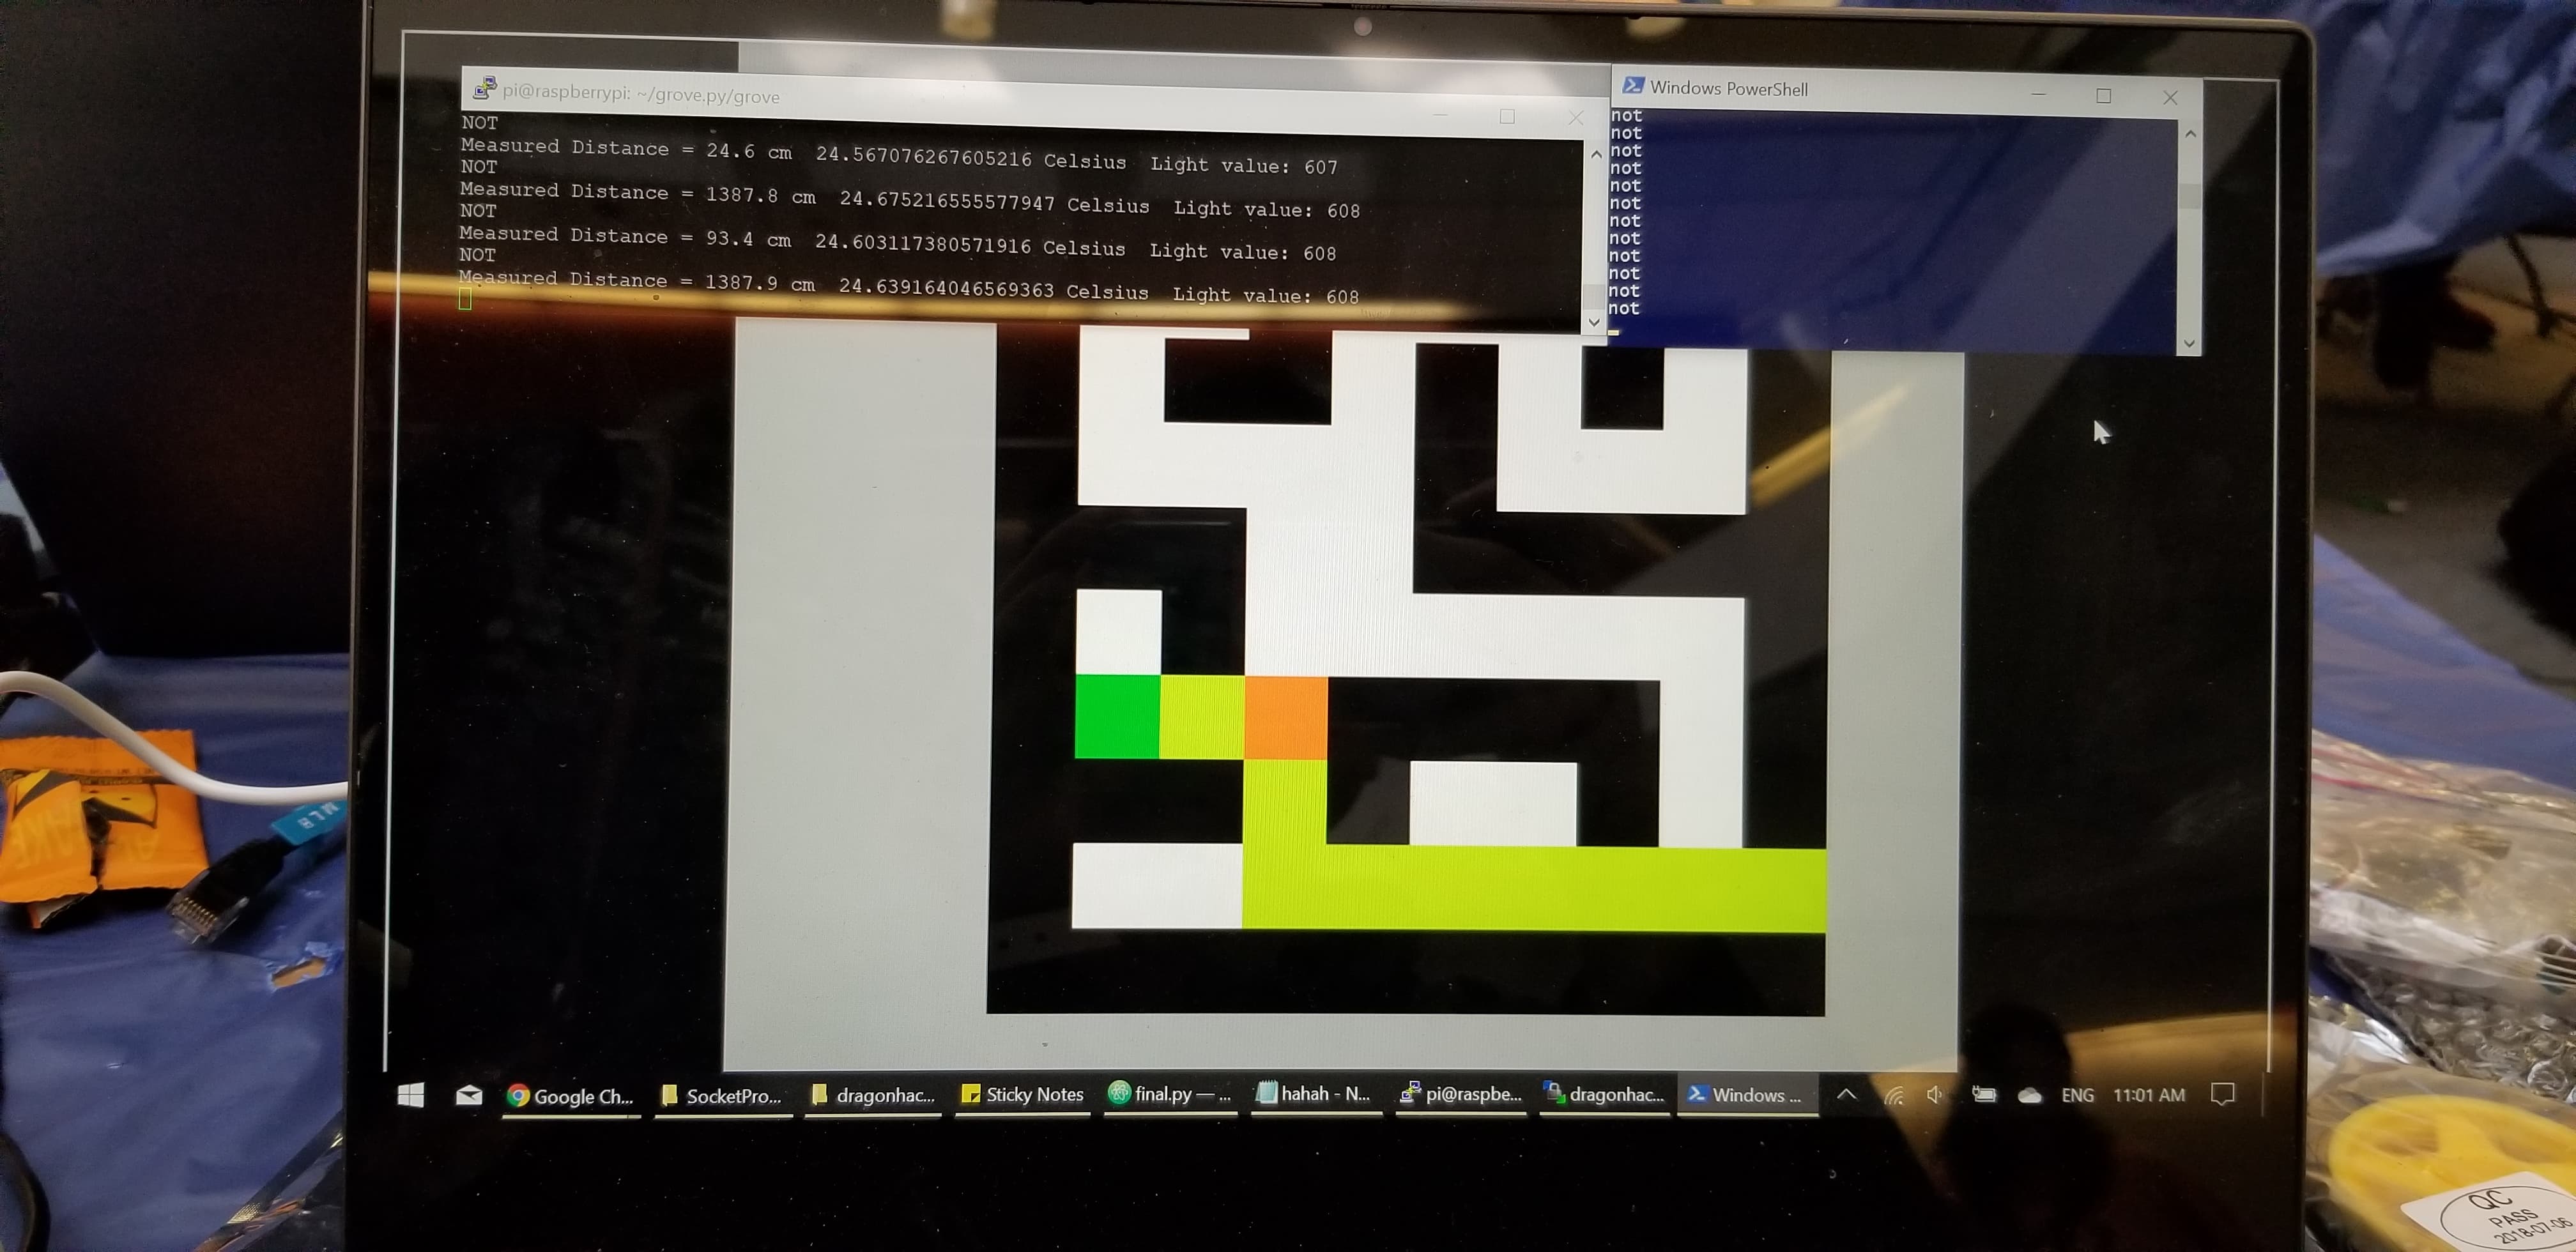 pi@raspberrypi: ~/grove.py/grove
NOT
Measured Distance = 24.6 cm  24.567076267605216 Celsius  Light value: 607
NOT
Measured Distance = 1387.8 cm  24.675216555577947 Celsius  Light value: 608
NOT
Measured Distance = 93.4 cm  24.603117380571916 Celsius  Light value: 608
NOT
Measured Distance = 1387.9 cm  24.639164046569363 Celsius  Light value: 608
Windows PowerShell
not
not
not
not
not
not
not
not
not
not
not
not
Google Ch...
SocketPro...
dragonhac...
Sticky Notes
final.py — ...
hahah - N...
pi@raspbe...
dragonhac...
Windows ...
ENG
11:01 AM
MLB
QC
PASS
2018-07-06